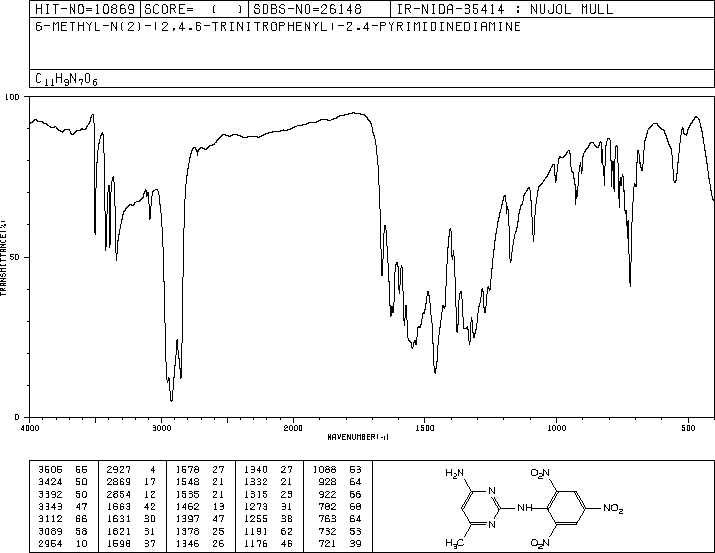 HIT-NO=10869 SCORE= ( ) SDBS-NO=26148 IR-NIDA-35414 : NUJOL MULL
6-METHYL-N(2)-(2,4,6-TRINITROPHENYL)-2,4-PYRIMIDINEDIAMINE
C11H9N7O6
100
TRANSMITTANCE(%)
50
0
4000 3000 2000 1500 1000 500
WAVENUMBER(-1)
3505 55 2927 4 1578 27 1340 27 1088 53
3424 50 2869 17 1548 21 1332 21 928 64
3392 50 2854 12 1535 21 1315 23 922 66
3343 47 1663 42 1462 13 1273 31 782 68
3112 66 1631 30 1397 47 1255 38 763 64
3089 58 1621 31 1378 25 1191 62 732 53
2954 10 1598 37 1346 26 1176 46 721 39
H2N
N
N
H3C
NH
O2N
NO2
O2N